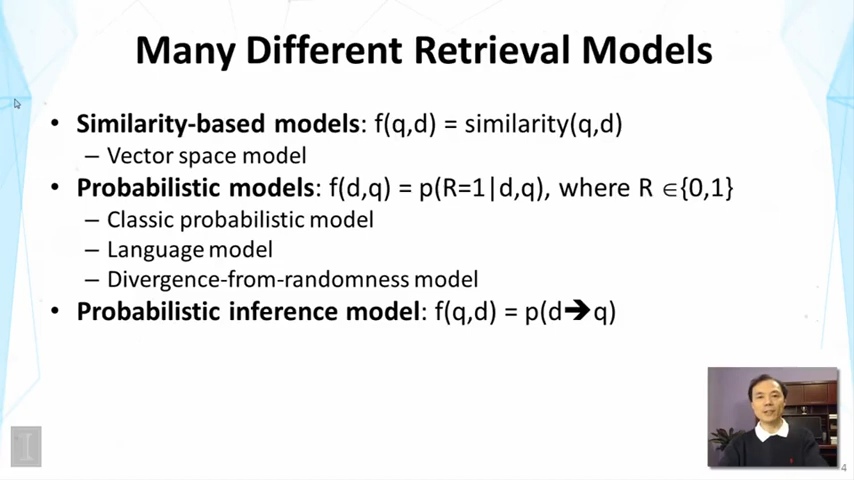 Many Different Retrieval Models
• Similarity-based models: f(q,d) = similarity(q,d)
– Vector space model
• Probabilistic models: f(d,q) = p(R=1|d,q), where R ∈{0,1}
– Classic probabilistic model
– Language model
– Divergence-from-randomness model
• Probabilistic inference model: f(q,d) = p(d➔q)
I
4